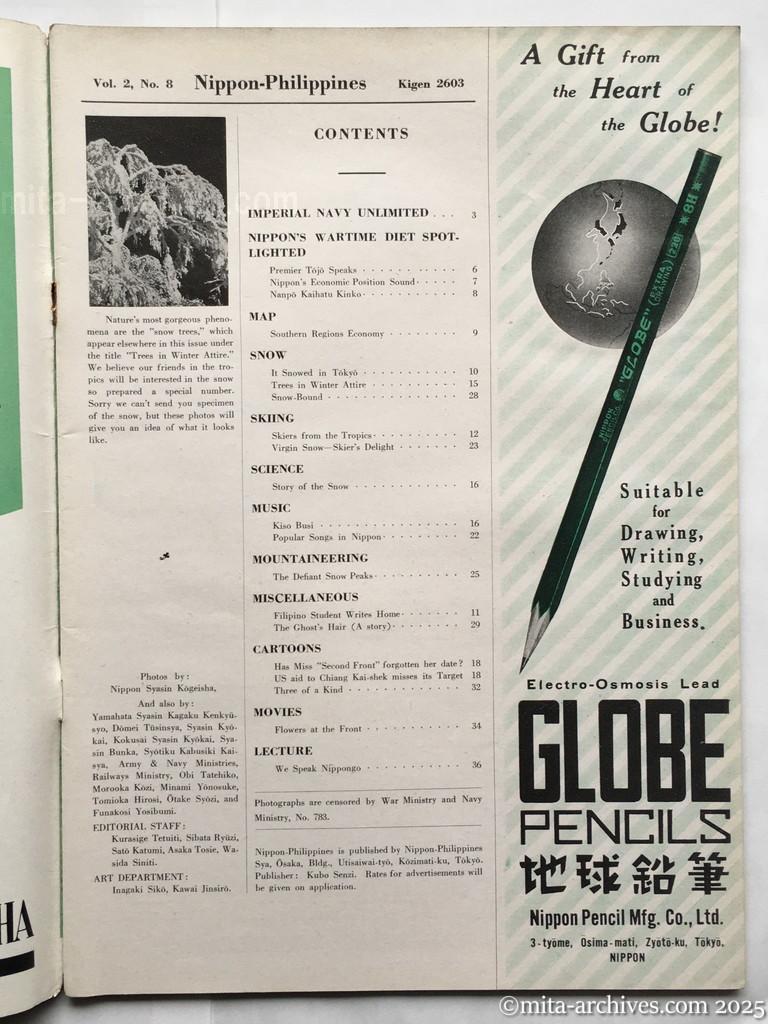 Vol. 2, No. 8 Nippon-Philippines Kigen 2603
Nature's most gorgeous pheno-
mena are the "snow trees," which
appear elsewhere in this issue under
the title "Trees in Winter Attire."
We believe our friends in the tro-
pics will be interested in the snow
so prepared a special number.
Sorry we can't send you specimen
of the snow, but these photos will
give you an idea of what it looks
like.
Photos by:
Nippon Syasin Kōgeisha,
And also by:
Yamahata Syasin Kagaku Kenkyū-
syo, Dōmei Tūsinsya, Syasin Kyō-
kai, Kokusai Syasin Kyōkai, Sya-
sin Bunka, Syōtiku Kabusiki Kai-
sya, Army & Navy Ministries,
Railways Ministry, Obi Tatehiko,
Morooka Kōzi, Minami Yōnosuke,
Tomioka Hirosi, Ōtake Syōzi, and
Funakosi Yosibumi.
EDITORIAL STAFF:
Kurasige Tetuiti, Sibata Ryūzi,
Satō Katumi, Asaka Tosie, Wa-
sida Siniti.
ART DEPARTMENT:
Inagaki Sikō, Kawai Jinsirō.
CONTENTS
IMPERIAL NAVY UNLIMITED . . . 3
NIPPON'S WARTIME DIET SPOT-
LIGHTED
Premier Tōjō Speaks 6
Nippon's Economic Position Sound 7
Nanpō Kaihatu Kinko 8
MAP
Southern Regions Economy 9
SNOW
It Snowed in Tōkyō 10
Trees in Winter Attire 15
Snow-Bound 28
SKIING
Skiers from the Tropics 12
Virgin Snow—Skier's Delight 23
SCIENCE
Story of the Snow 16
MUSIC
Kiso Busi 16
Popular Songs in Nippon 22
MOUNTAINEERING
The Defiant Snow Peaks 25
MISCELLANEOUS
Filipino Student Writes Home 11
The Ghost's Hair (A story) 29
CARTOONS
Has Miss "Second Front" forgotten her date? 18
US aid to Chiang Kai-shek misses its Target 18
Three of a Kind 32
MOVIES
Flowers at the Front 34
LECTURE
We Speak Nippongo 36
Photographs are censored by War Ministry and Navy
Ministry, No. 783.
Nippon-Philippines is published by Nippon-Philippines
Sya, Ōsaka, Bldg., Utisaiwai-tyō, Kōzimati-ku, Tōkyō.
Publisher: Kubo Senzi. Rates for advertisements will
be given on application.
A Gift from
the Heart of
the Globe!
NIPPON
PENCIL CO. "GLOBE" (EXTRA DRAWING) (720) 8H
Suitable
for
Drawing,
Writing,
Studying
and
Business.
Electro-Osmosis Lead
GLOBE
PENCILS
地球鉛筆
Nippon Pencil Mfg. Co., Ltd.
3-tyōme, Osima-mati, Zyōtō-ku, Tōkyō.
NIPPON
HA
©mita-archives.com 2025